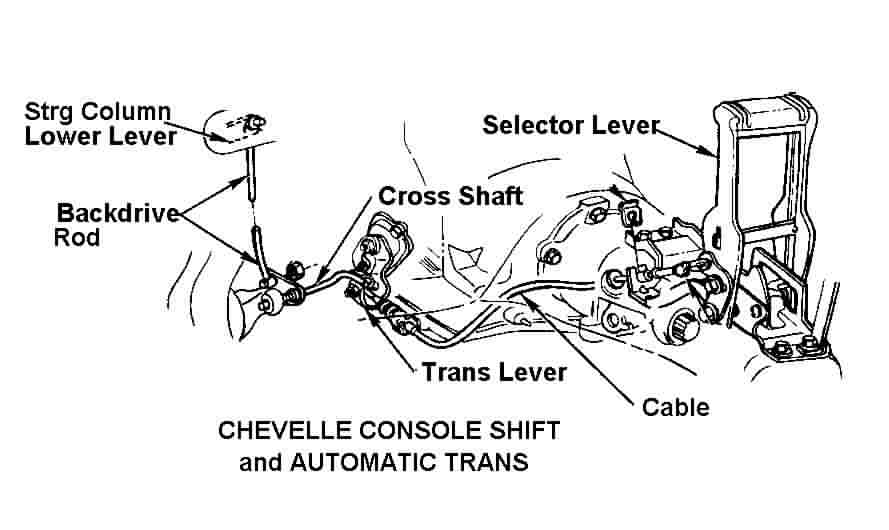 Strg Column
Lower Lever
Selector Lever
Cross Shaft
Backdrive
Rod
Trans Lever
Cable
CHEVELLE CONSOLE SHIFT
and AUTOMATIC TRANS